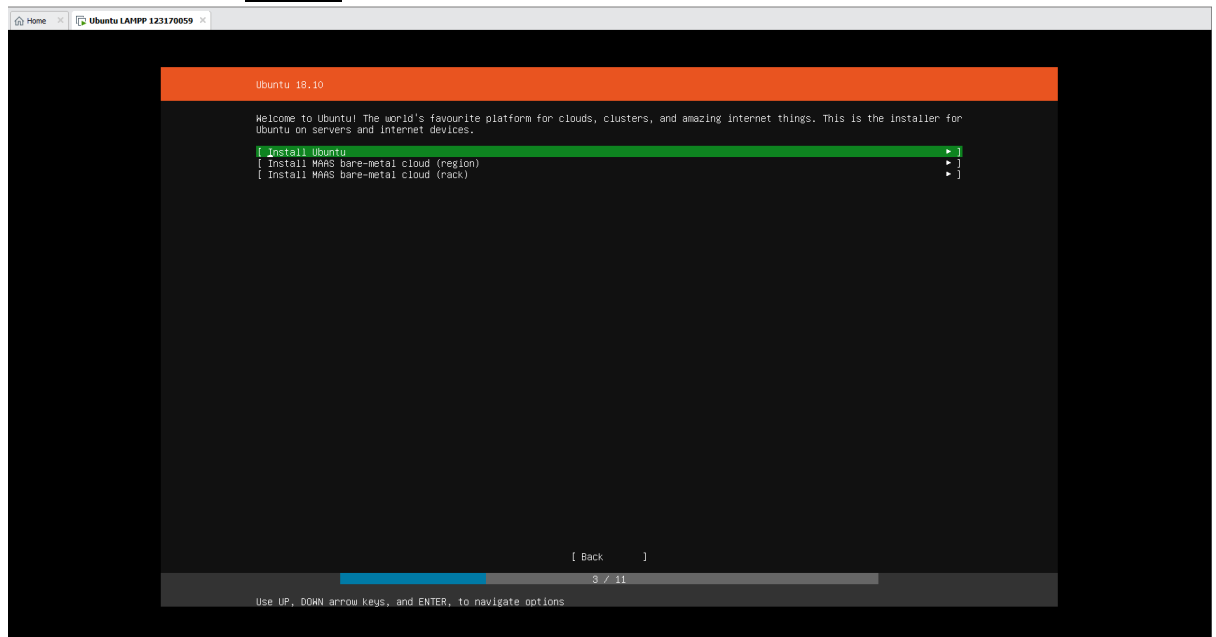 Home
Ubuntu LAMPP 123170059
Ubuntu 18.10
Welcome to Ubuntu! The world's favourite platform for clouds, clusters, and amazing internet things. This is the installer for
Ubuntu on servers and internet devices.
[ Install Ubuntu ► ]
[ Install MAAS bare-metal cloud (region) ► ]
[ Install MAAS bare-metal cloud (rack) ► ]
[ Back ]
3 / 11
Use UP, DOWN arrow keys, and ENTER, to navigate options